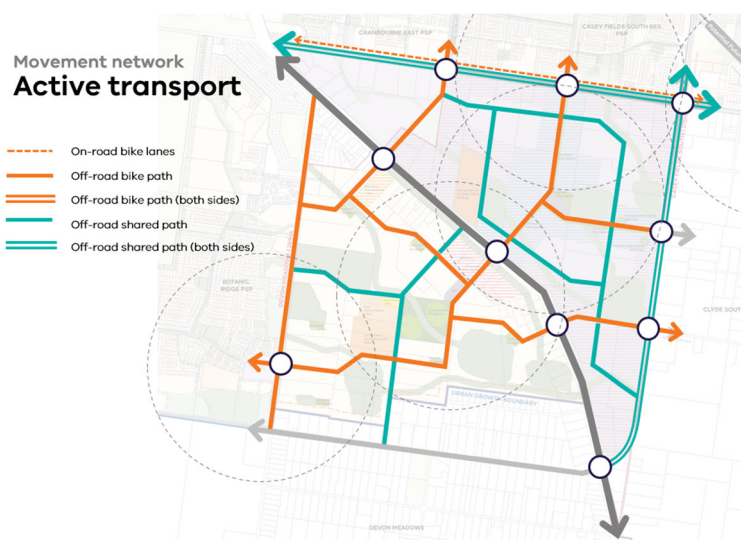 CRANBOURNE EAST PSP
CASEY FIELDS SOUTH RES
PSP
Movement network
Active transport
On-road bike lanes
Off-road bike path
Off-road bike path (both sides)
Off-road shared path
Off-road shared path (both sides)
BOTANIC
RIDGE PSP
CLYDE SOUT
URBAN GROWTH BOUNDARY
DEVON MEADOWS